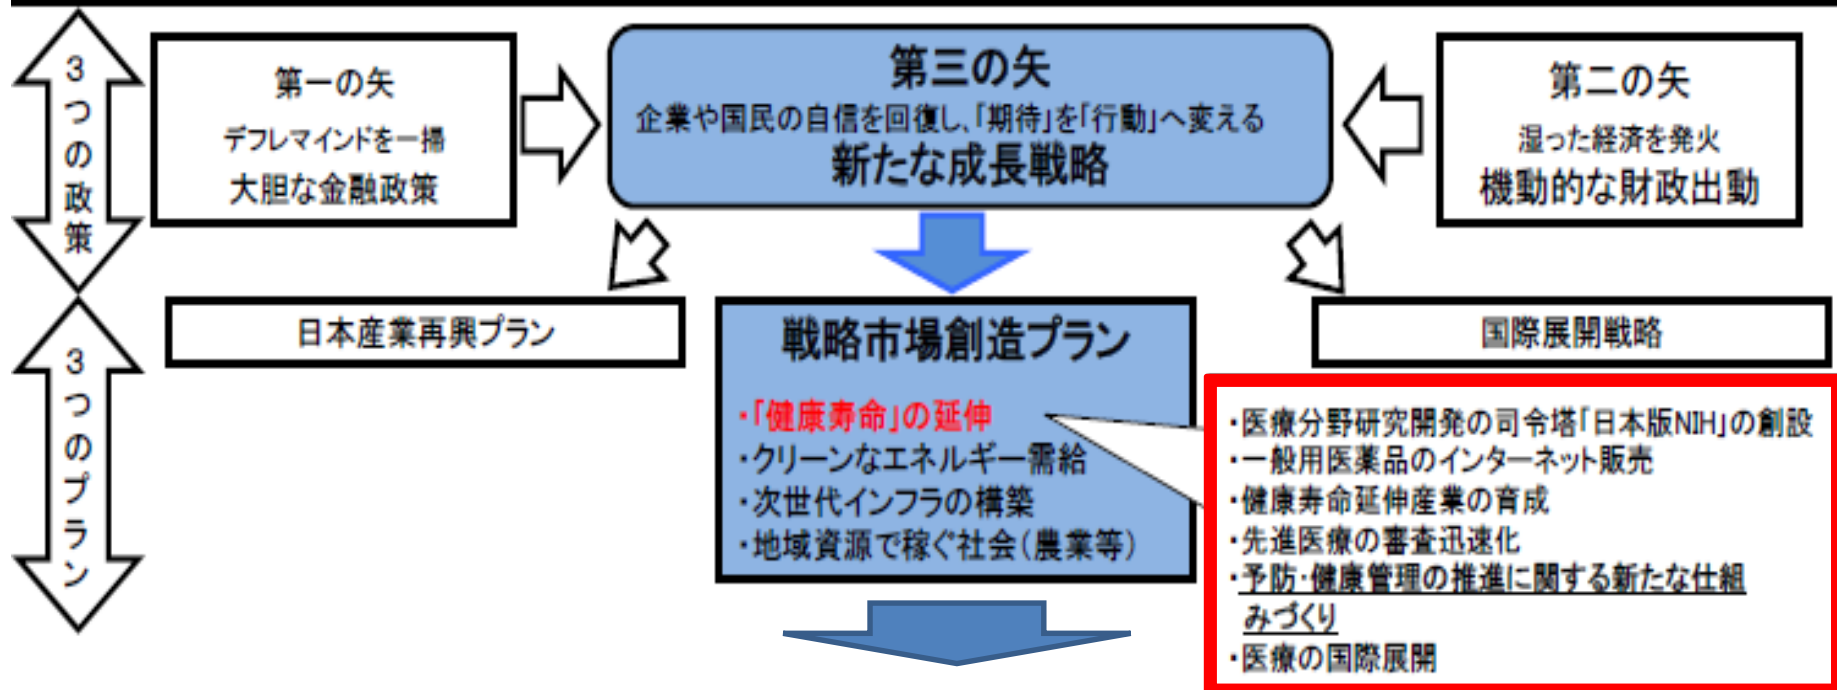 3つの政策
第一の矢
デフレマインドを一掃
大胆な金融政策
第三の矢
企業や国民の自信を回復し、「期待」を「行動」へ変える
新たな成長戦略
第二の矢
湿った経済を発火
機動的な財政出動
3つのプラン
日本産業再興プラン
戦略市場創造プラン
・「健康寿命」の延伸
・クリーンなエネルギー需給
・次世代インフラの構築
・地域資源で稼ぐ社会(農業等)
国際展開戦略
・医療分野研究開発の司令塔「日本版NIH」の創設
・一般用医薬品のインターネット販売
・健康寿命延伸産業の育成
・先進医療の審査迅速化
・予防・健康管理の推進に関する新たな仕組
みづくり
・医療の国際展開